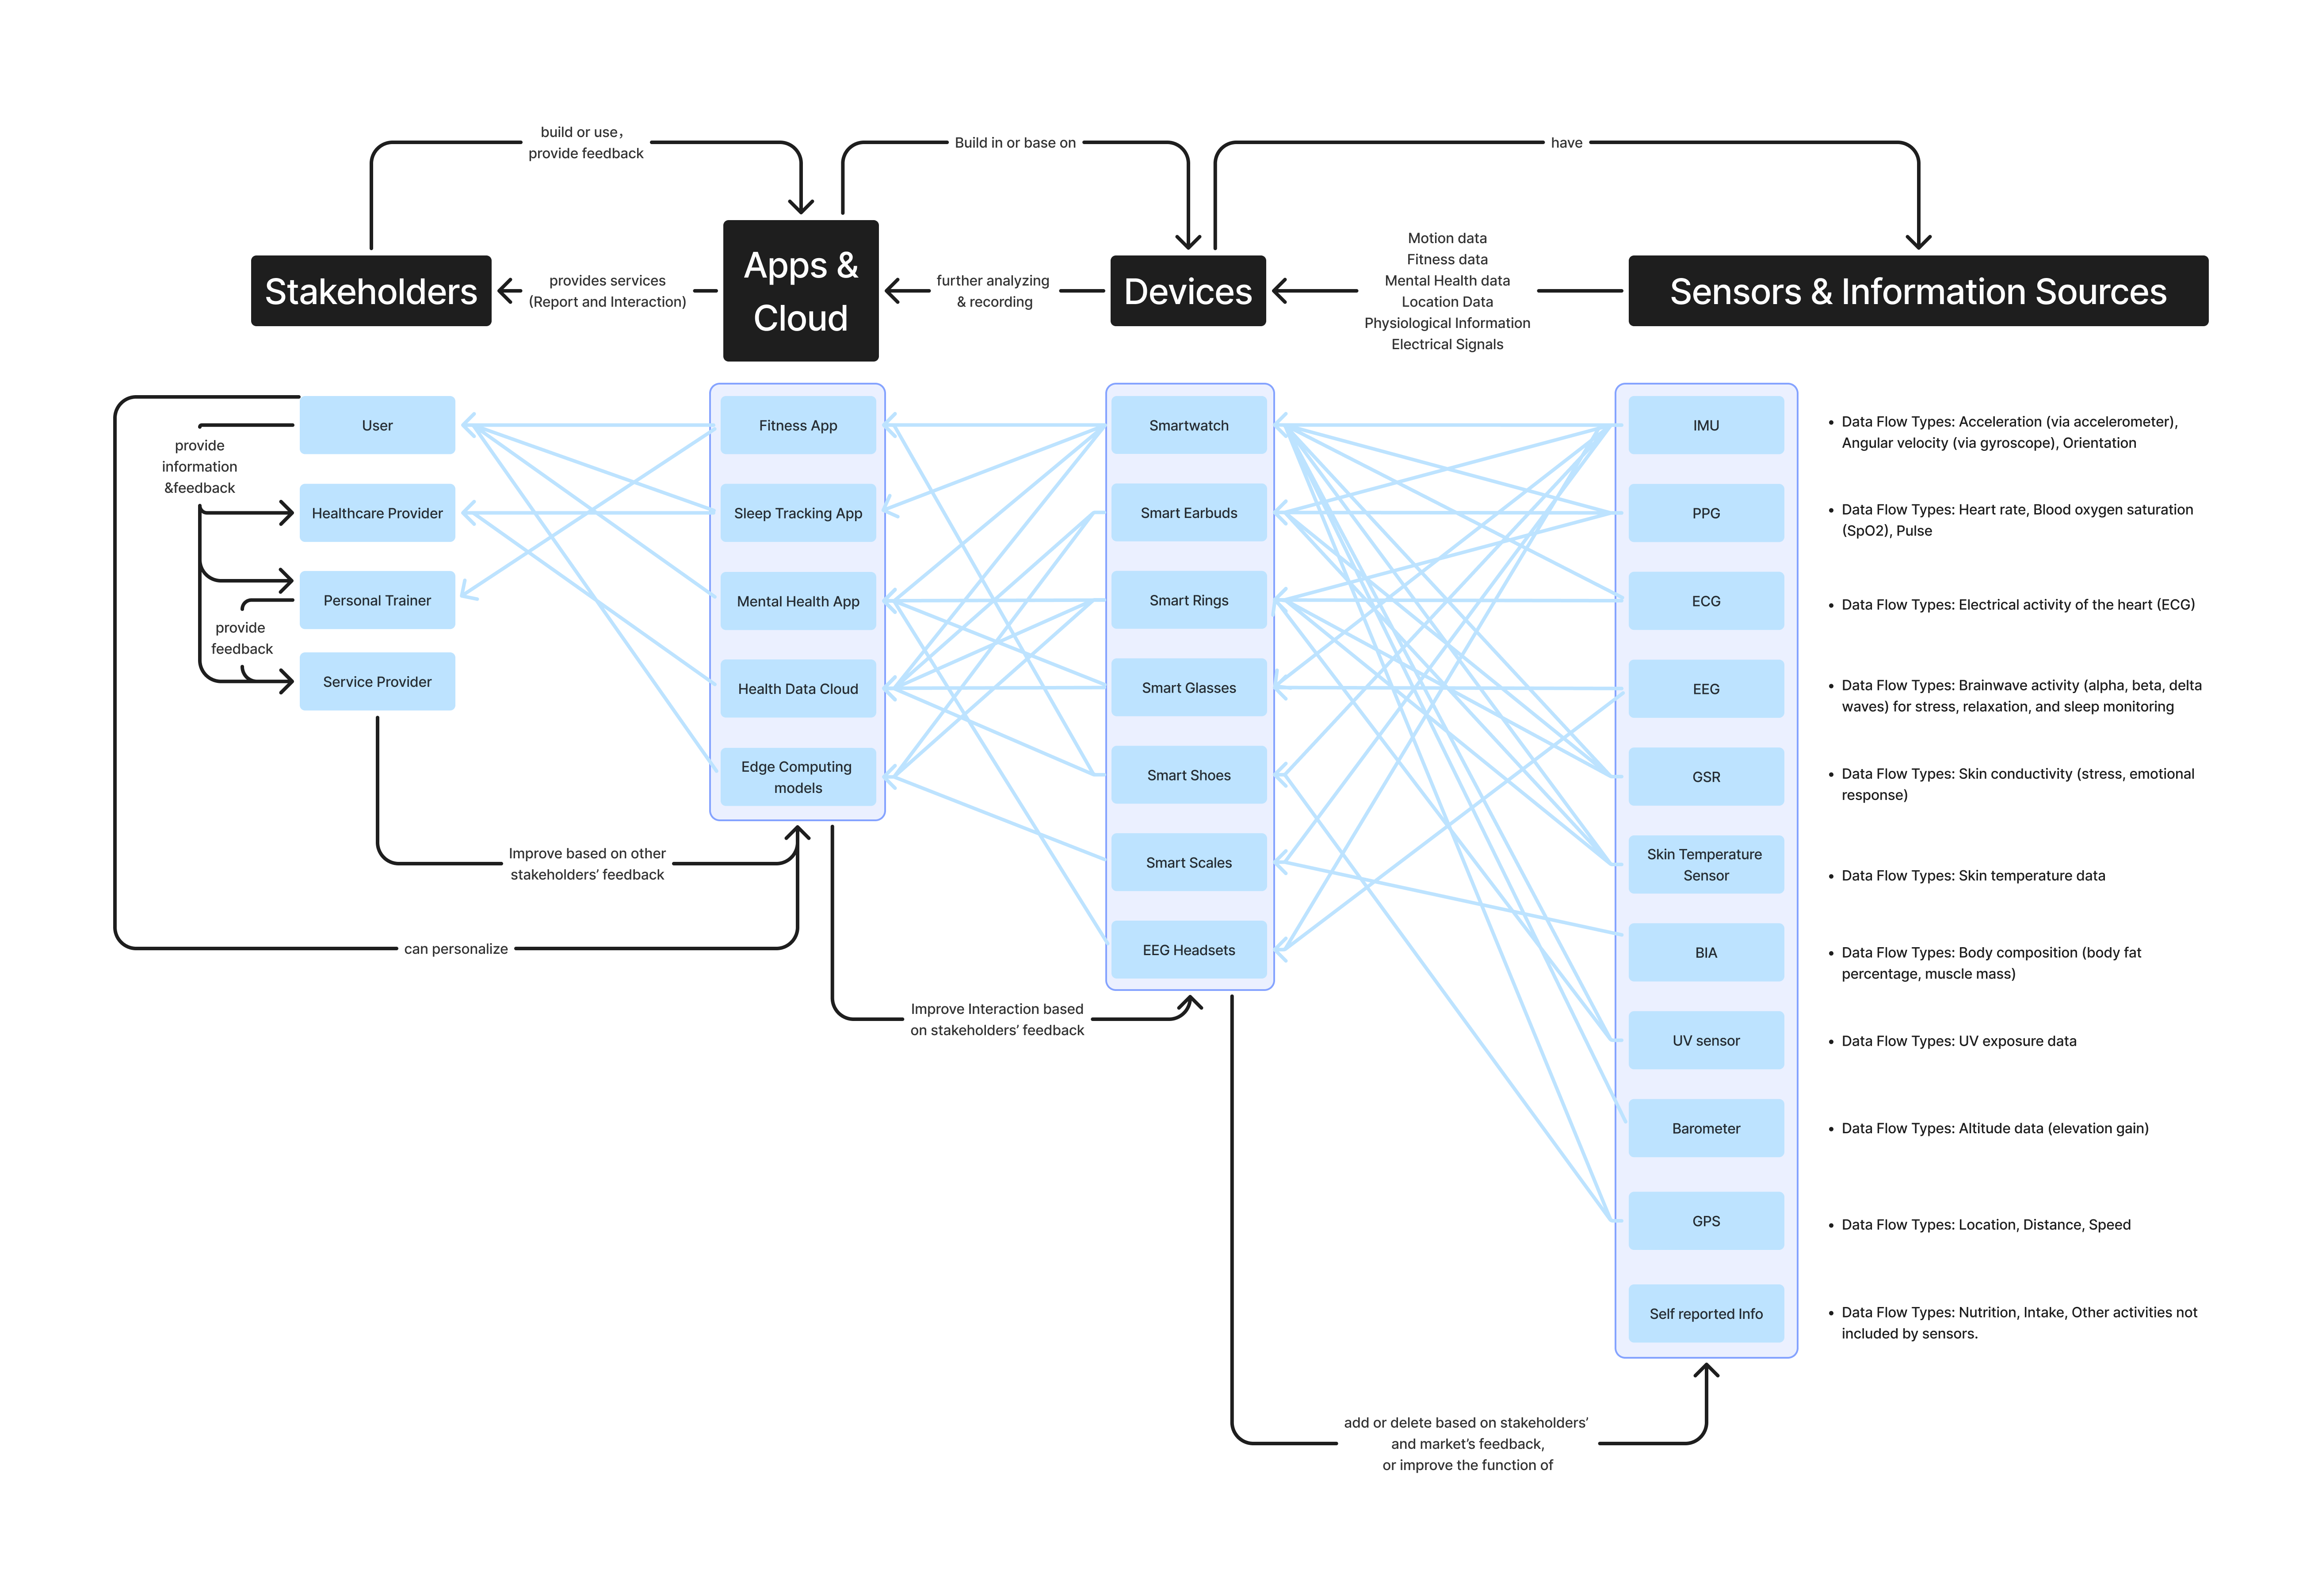 build or use,
provide feedback
Build in or base on
have
Stakeholders
provides services
(Report and Interaction)
Apps &
Cloud
further analyzing
& recording
Devices
Motion data
Fitness data
Mental Health data
Location Data
Physiological Information
Electrical Signals
Sensors & Information Sources
User
Healthcare Provider
Personal Trainer
Service Provider
provide
information
&feedback
provide
feedback
Fitness App
Sleep Tracking App
Mental Health App
Health Data Cloud
Edge Computing
models
Smartwatch
Smart Earbuds
Smart Rings
Smart Glasses
Smart Shoes
Smart Scales
EEG Headsets
IMU
• Data Flow Types: Acceleration (via accelerometer),
Angular velocity (via gyroscope), Orientation
PPG
• Data Flow Types: Heart rate, Blood oxygen saturation
(SpO2), Pulse
ECG
• Data Flow Types: Electrical activity of the heart (ECG)
EEG
• Data Flow Types: Brainwave activity (alpha, beta, delta
waves) for stress, relaxation, and sleep monitoring
GSR
• Data Flow Types: Skin conductivity (stress, emotional
response)
Skin Temperature
Sensor
• Data Flow Types: Skin temperature data
BIA
• Data Flow Types: Body composition (body fat
percentage, muscle mass)
UV sensor
• Data Flow Types: UV exposure data
Barometer
• Data Flow Types: Altitude data (elevation gain)
GPS
• Data Flow Types: Location, Distance, Speed
Self reported Info
• Data Flow Types: Nutrition, Intake, Other activities not
included by sensors.
Improve based on other
stakeholders’ feedback
can personalize
Improve Interaction based
on stakeholders’ feedback
add or delete based on stakeholders’
and market’s feedback,
or improve the function of